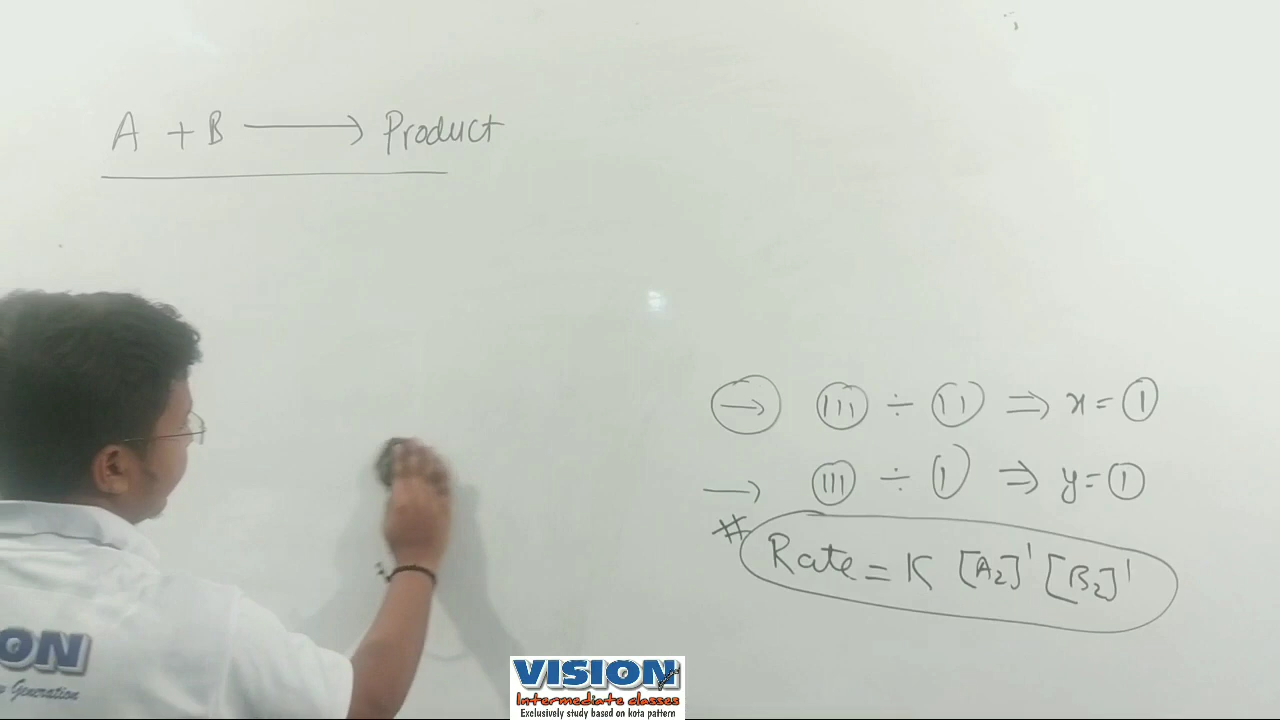 A + B ⟶ Product
→ (III) ÷ (II) ⇒ x = (1)
→ (III) ÷ (I) ⇒ y = (1)
# Rate = K [A₂]¹ [B₂]¹
ON
Generation
VISION
Intermediate classes
Exclusively study based on kota pattern